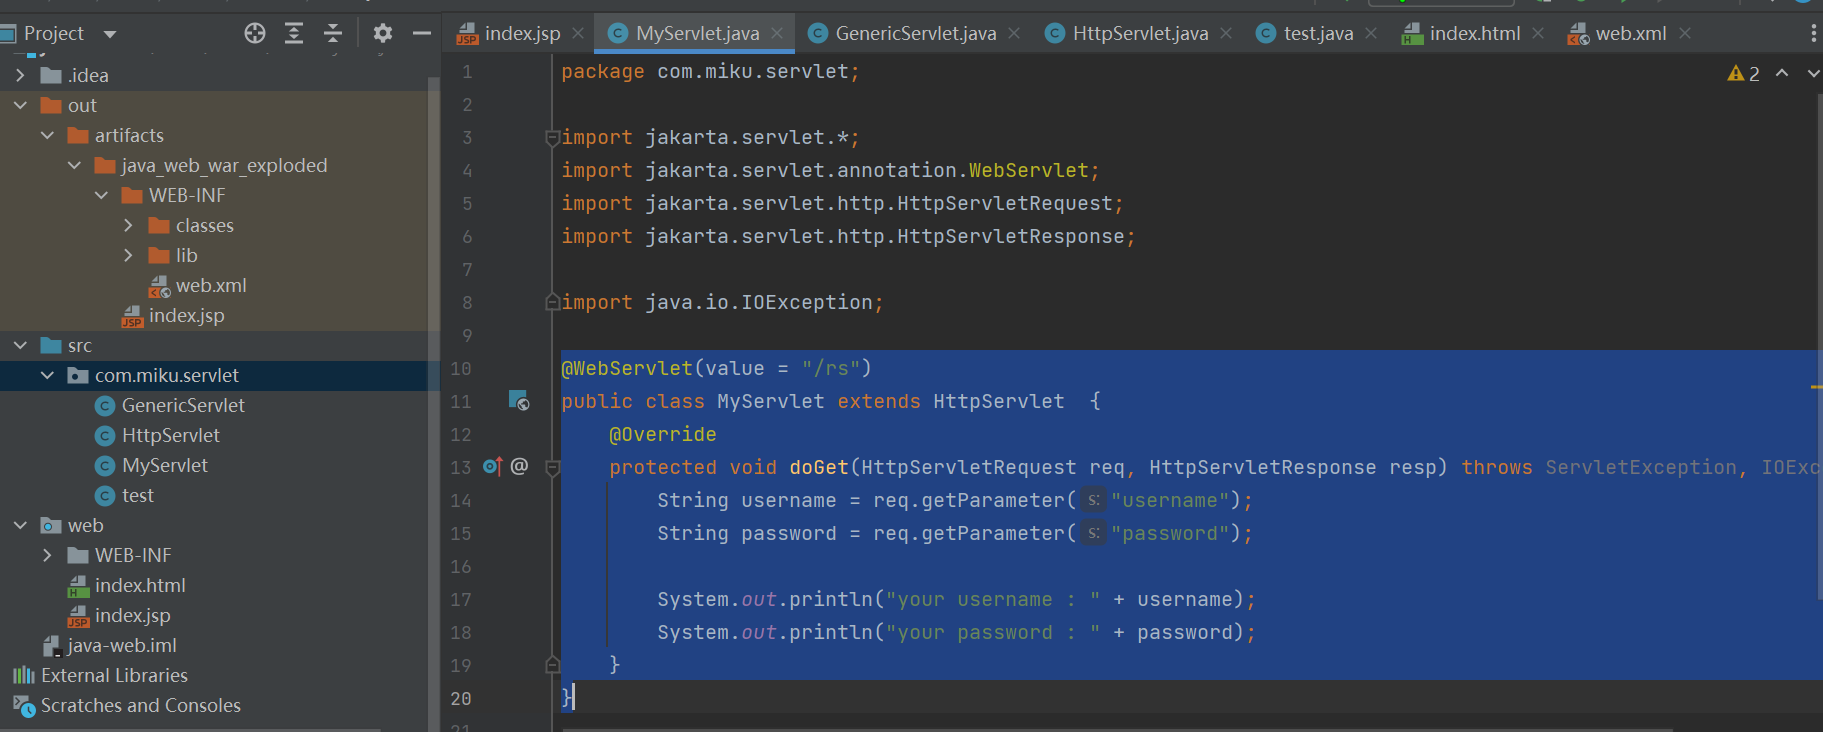 Project
.idea
out
artifacts
java_web_war_exploded
WEB-INF
classes
lib
web.xml
index.jsp
src
com.miku.servlet
GenericServlet
HttpServlet
MyServlet
test
web
WEB-INF
index.html
index.jsp
java-web.iml
External Libraries
Scratches and Consoles
index.jsp MyServlet.java GenericServlet.java HttpServlet.java test.java index.html web.xml
2
1 package com.miku.servlet;
2
3 import jakarta.servlet.*;
4 import jakarta.servlet.annotation.WebServlet;
5 import jakarta.servlet.http.HttpServletRequest;
6 import jakarta.servlet.http.HttpServletResponse;
7
8 import java.io.IOException;
9
10 @WebServlet(value = "/rs")
11 public class MyServlet extends HttpServlet  {
12 @Override
13 @ protected void doGet(HttpServletRequest req, HttpServletResponse resp) throws ServletException, IOExc
14 String username = req.getParameter( s: "username");
15 String password = req.getParameter( s: "password");
16
17 System.out.println("your username : " + username);
18 System.out.println("your password : " + password);
19 }
20 }
21